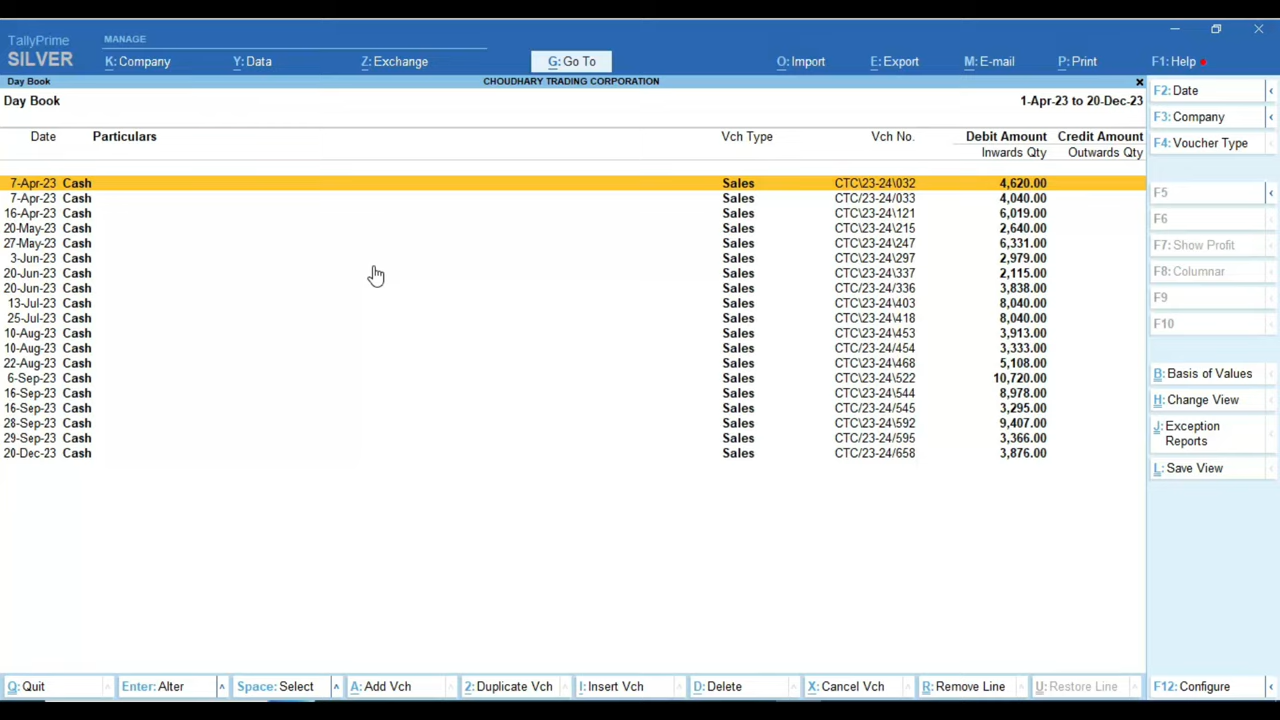 TallyPrime MANAGE
SILVER K: Company Y: Data Z: Exchange G: Go To O: Import E: Export M: E-mail P: Print F1: Help
Day Book CHOUDHARY TRADING CORPORATION ×
Day Book 1-Apr-23 to 20-Dec-23
Date Particulars Vch Type Vch No. Debit Amount Credit Amount
Inwards Qty Outwards Qty
7-Apr-23 Cash Sales CTC\23-24\032 4,620.00
7-Apr-23 Cash Sales CTC/23-24/033 4,040.00
16-Apr-23 Cash Sales CTC\23-24\121 6,019.00
20-May-23 Cash Sales CTC\23-24\215 2,640.00
27-May-23 Cash Sales CTC\23-24\247 6,331.00
3-Jun-23 Cash Sales CTC\23-24\297 2,979.00
20-Jun-23 Cash Sales CTC\23-24\337 2,115.00
20-Jun-23 Cash Sales CTC/23-24/336 3,838.00
13-Jul-23 Cash Sales CTC\23-24\403 8,040.00
25-Jul-23 Cash Sales CTC\23-24\418 8,040.00
10-Aug-23 Cash Sales CTC\23-24\453 3,913.00
10-Aug-23 Cash Sales CTC/23-24/454 3,333.00
22-Aug-23 Cash Sales CTC\23-24\468 5,108.00
6-Sep-23 Cash Sales CTC\23-24\522 10,720.00
16-Sep-23 Cash Sales CTC\23-24\544 8,978.00
16-Sep-23 Cash Sales CTC/23-24/545 3,295.00
28-Sep-23 Cash Sales CTC\23-24\592 9,407.00
29-Sep-23 Cash Sales CTC/23-24/595 3,366.00
20-Dec-23 Cash Sales CTC/23-24/658 3,876.00
F2: Date
F3: Company
F4: Voucher Type
F5
F6
F7: Show Profit
F8: Columnar
F9
F10
B: Basis of Values
H: Change View
J: Exception
Reports
L: Save View
Q: Quit Enter: Alter Space: Select A: Add Vch 2: Duplicate Vch I: Insert Vch D: Delete X: Cancel Vch R: Remove Line U: Restore Line F12: Configure